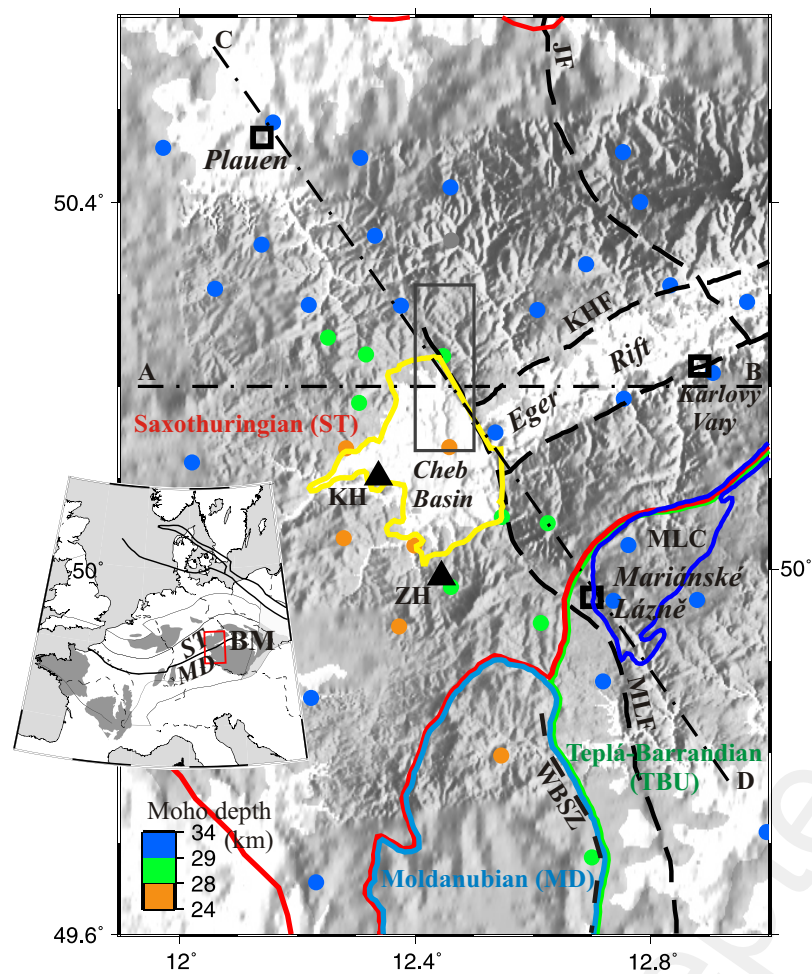 C
JF
Plauen
50.4˚
KHF
Rift
A
B
Eger
Karlovy
Vary
Saxothuringian (ST)
Cheb
Basin
KH
MLC
50˚
50˚
Mariánské
Lázně
ZH
ST
BM
MD
MLF
Teplá-Barrandian
(TBU)
D
WBSZ
Moho depth
(km)
34
29
28
24
Moldanubian (MD)
49.6˚
12˚
12.4˚
12.8˚